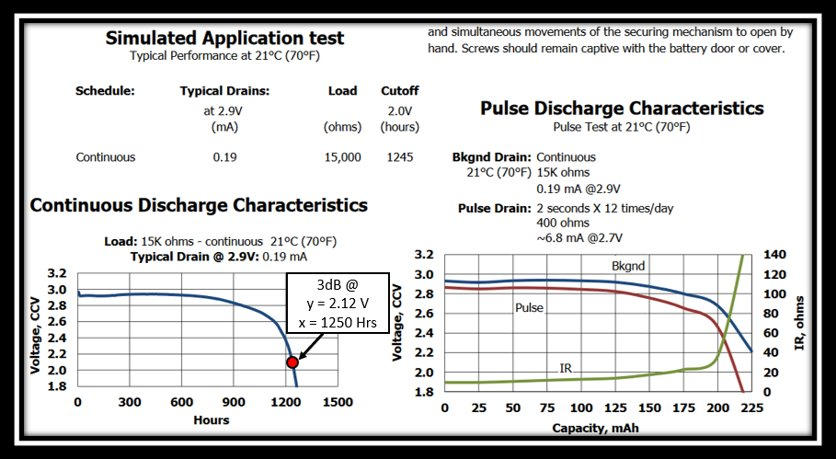 Simulated Application test
Typical Performance at 21°C (70°F)
Schedule: Typical Drains: Load Cutoff
at 2.9V 2.0V
(mA) (ohms) (hours)
Continuous 0.19 15,000 1245
Continuous Discharge Characteristics
Load: 15K ohms - continuous 21°C (70°F)
Typical Drain @ 2.9V: 0.19 mA
3.2
3.0
2.8
2.6
2.4
2.2
2.0
1.8
Voltage, CCV
3dB @
y = 2.12 V
x = 1250 Hrs
0 300 600 900 1200 1500
Hours
and simultaneous movements of the securing mechanism to open by
hand. Screws should remain captive with the battery door or cover.
Pulse Discharge Characteristics
Pulse Test at 21°C (70°F)
Bkgnd Drain: Continuous
21°C (70°F) 15K ohms
0.19 mA @2.9V
Pulse Drain: 2 seconds X 12 times/day
400 ohms
~6.8 mA @2.7V
3.2
3.0
2.8
2.6
2.4
2.2
2.0
1.8
Voltage, CCV
Bkgnd
Pulse
IR
140
120
100
80
60
40
20
0
IR, ohms
0 25 50 75 100 125 150 175 200 225
Capacity, mAh